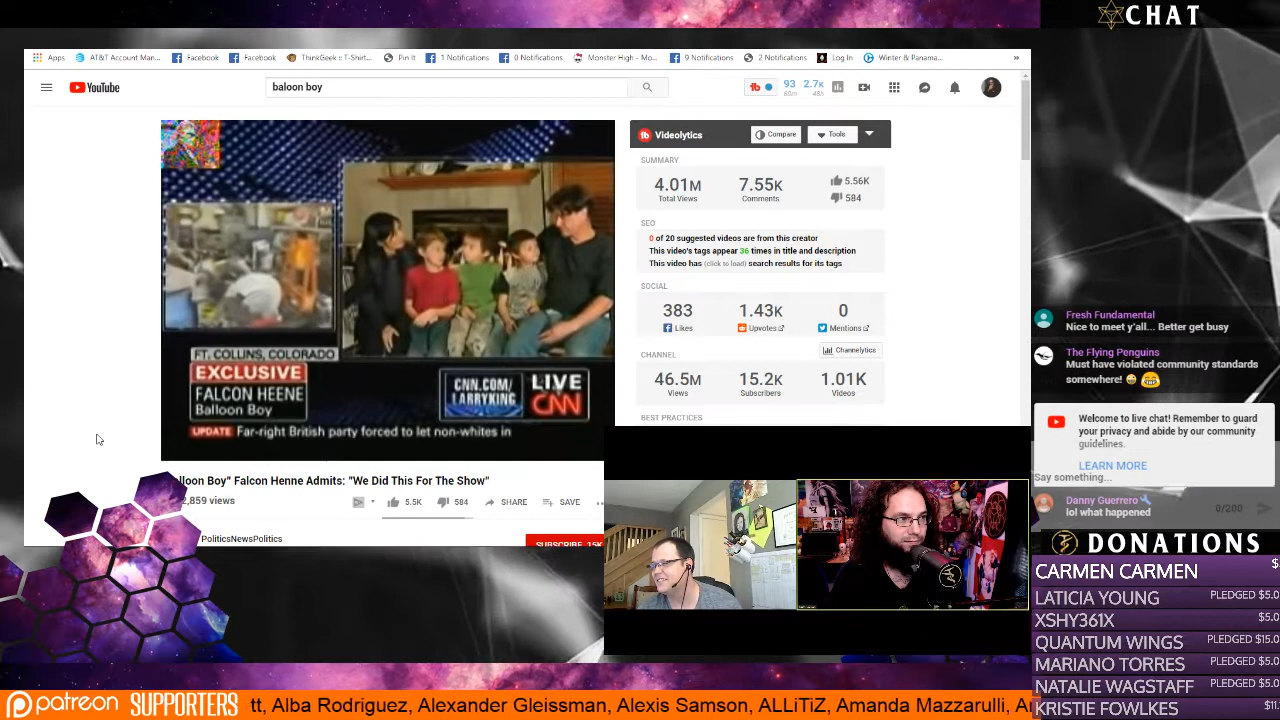 CHAT
Apps
AT&T Account Man...
Facebook
Facebook
ThinkGeek :: T-Shirt...
Pin It
1 Notifications
0 Notifications
Monster High - Mo...
9 Notifications
2 Notifications
Log In
Winter & Panama...
»
YouTube
baloon boy
93
60m
2.7K
48h
Videolytics
Compare
Tools
SUMMARY
4.01M
Total Views
7.55K
Comments
5.56K
584
SEO
0 of 20 suggested videos are from this creator
This video's tags appear 36 times in title and description
This video has (click to load) search results for its tags
SOCIAL
383
Likes
1.43K
Upvotes
0
Mentions
Channelytics
CHANNEL
46.5M
Views
15.2K
Subscribers
1.01K
Videos
BEST PRACTICES
FT. COLLINS, COLORADO
EXCLUSIVE
FALCON HEENE
Balloon Boy
CNN.COM/
LARRYKING
LIVE
CNN
UPDATE Far-right British party forced to let non-whites in
lloon Boy" Falcon Henne Admits: "We Did This For The Show"
2,859 views
5.5K
584
SHARE
SAVE
PoliticsNewsPolitics
SUBSCRIBE 15K
Fresh Fundamental
Nice to meet y'all... Better get busy
The Flying Penguins
Must have violated community standards
somewhere!
Welcome to live chat! Remember to guard
your privacy and abide by our community
guidelines.
LEARN MORE
Say something...
Danny Guerrero
lol what happened
0/200
DONATIONS
CARMEN CARMEN $
LATICIA YOUNG PLEDGED $5.0
XSHY361X $5.0
QUANTUM WINGS PLEDGED $15.0
MARIANO TORRES PLEDGED $5.0
NATALIE WAGSTAFF PLEDGED $5.0
KRISTIE FOWLKES $11.
patreon SUPPORTERS
tt, Alba Rodriguez, Alexander Gleissman, Alexis Samson, ALLiTiZ, Amanda Mazzarulli, Ar